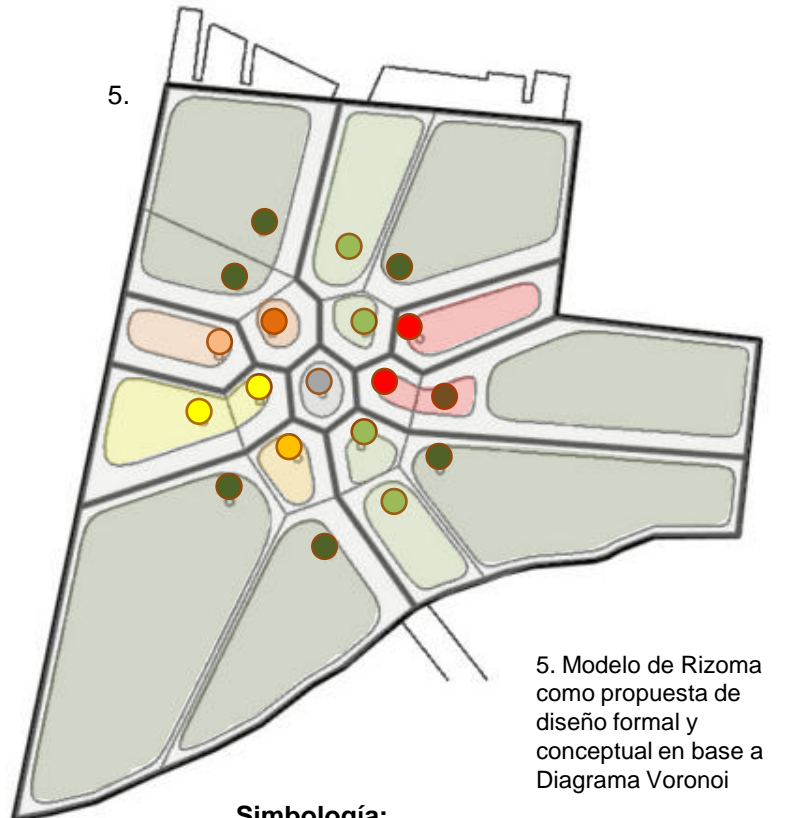 5.
5. Modelo de Rizoma
como propuesta de
diseño formal y
conceptual en base a
Diagrama Voronoi
Simbología: